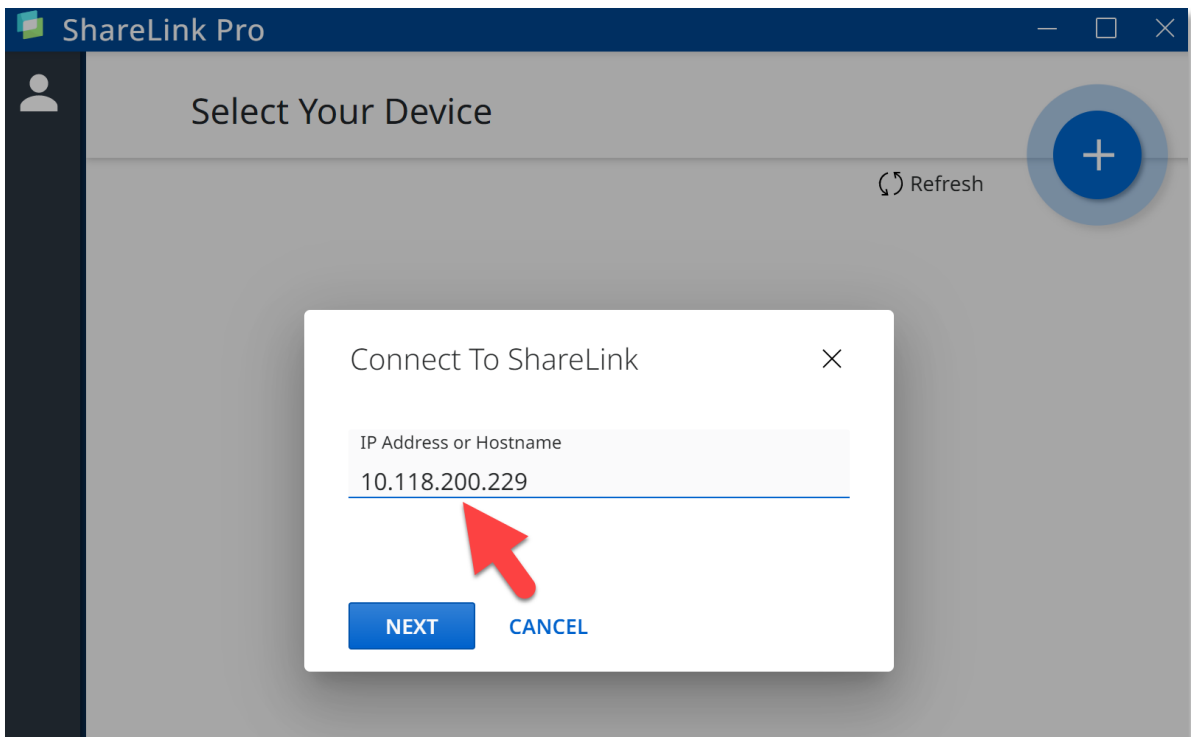 ShareLink Pro
Select Your Device
Refresh
Connect To ShareLink
IP Address or Hostname
10.118.200.229
NEXT CANCEL